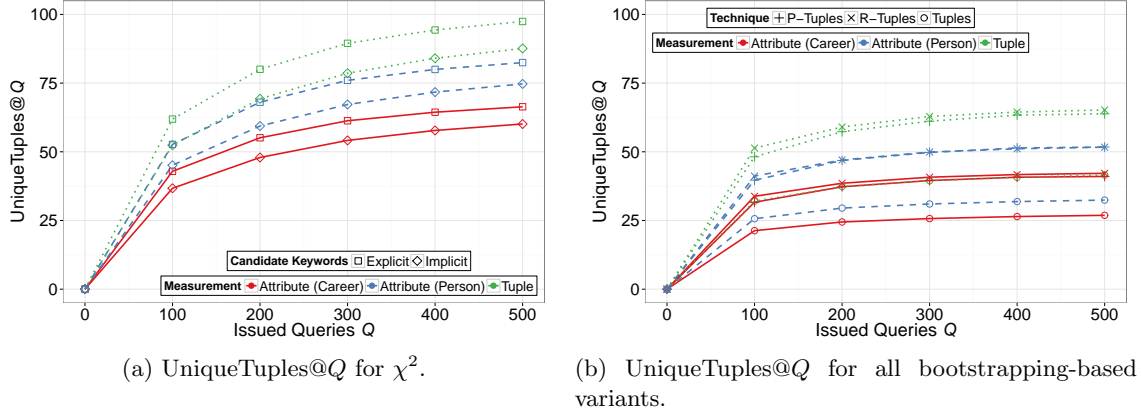 100
75
50
25
0
UniqueTuples@Q
Candidate Keywords Explicit Implicit
Measurement Attribute (Career) Attribute (Person) Tuple
0 100 200 300 400 500
Issued Queries Q
(a) UniqueTuples@Q for χ².
100
75
50
25
0
UniqueTuples@Q
Technique P−Tuples R−Tuples Tuples
Measurement Attribute (Career) Attribute (Person) Tuple
0 100 200 300 400 500
Issued Queries Q
(b) UniqueTuples@Q for all bootstrapping-based
variants.